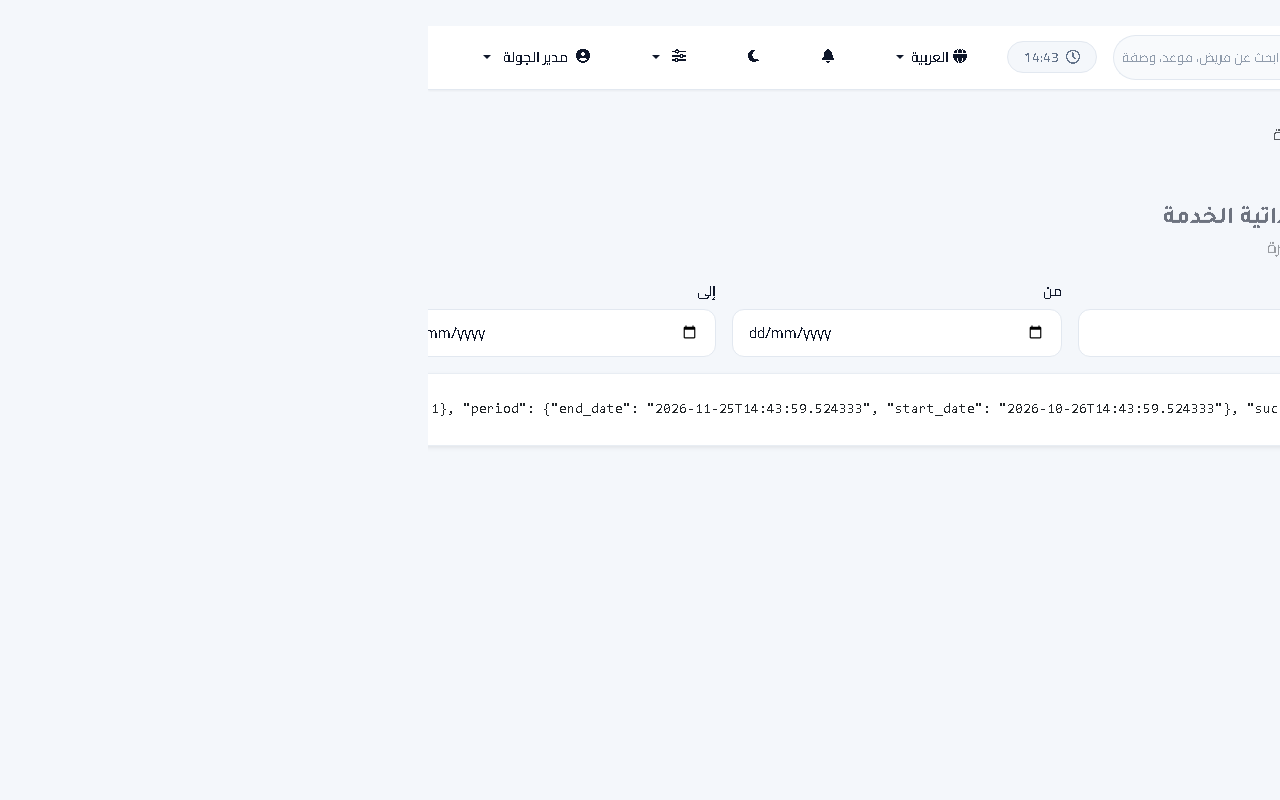 ابحث عن مريض، موعد، وصفة
14:43
العربية
مدير الجولة
الخدمة
من
إلى
dd/mm/yyyy
mm/yyyy
1}, "period": {"end_date": "2026-11-25T14:43:59.524333", "start_date": "2026-10-26T14:43:59.524333"}, "suc